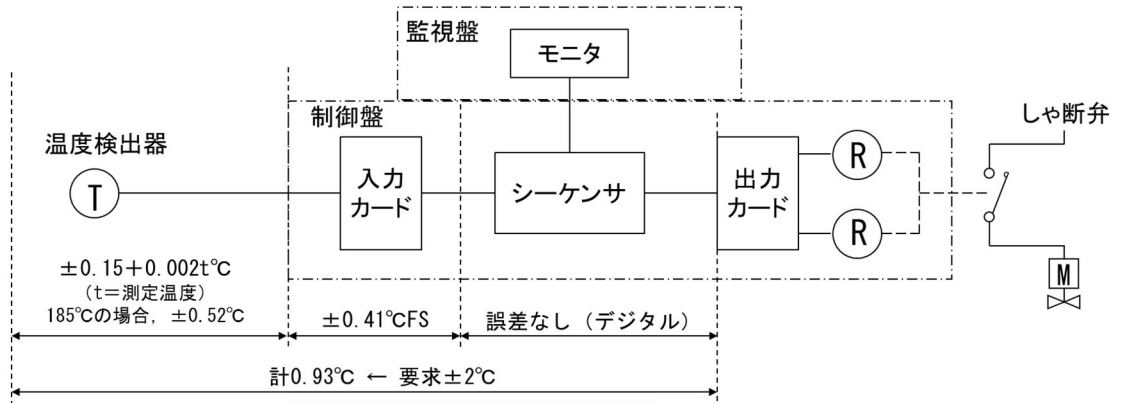 監視盤
モニタ
制御盤
しゃ断弁
温度検出器
T
入力
カード
シーケンサ
出力
カード
R
R
M
±0.15+0.002t℃
(t=測定温度)
185℃の場合, ±0.52℃
±0.41℃FS
誤差なし(デジタル)
計0.93℃ ← 要求±2℃